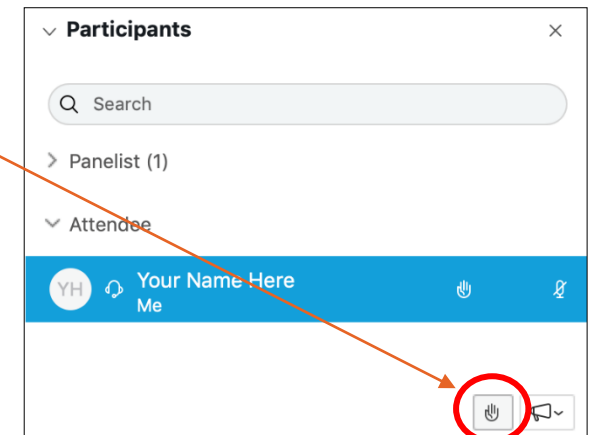 Participants
Search
Panelist (1)
Attendee
YH Your Name Here
Me